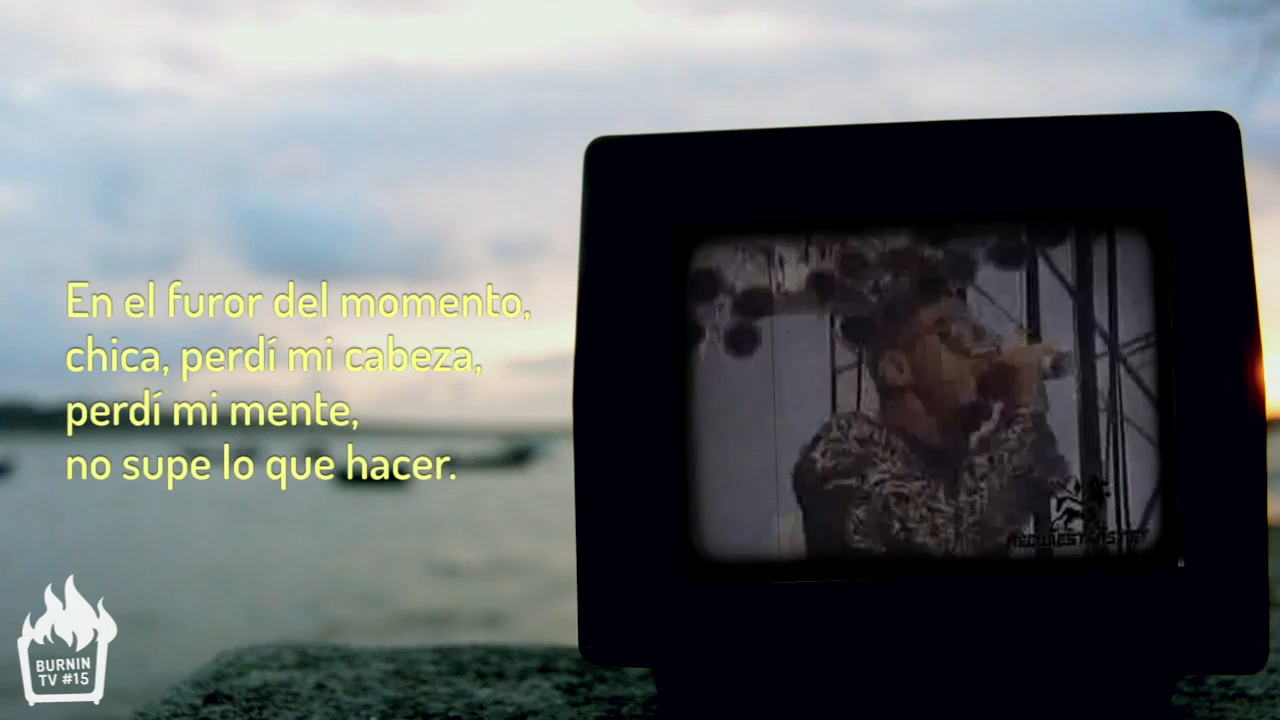 En el furor del momento,
chica, perdí mi cabeza,
perdí mi mente,
no supe lo que hacer.
BURNIN
TV #15